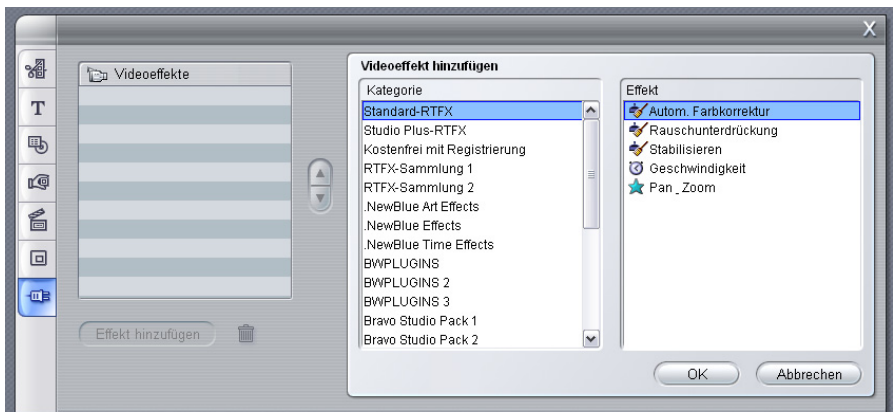 X
Videoeffekte
T
Effekt hinzufügen
Videoeffekt hinzufügen
Kategorie
Standard-RTFX
Studio Plus-RTFX
Kostenfrei mit Registrierung
RTFX-Sammlung 1
RTFX-Sammlung 2
.NewBlue Art Effects
.NewBlue Effects
.NewBlue Time Effects
BWPLUGINS
BWPLUGINS 2
BWPLUGINS 3
Bravo Studio Pack 1
Bravo Studio Pack 2
Effekt
Autom. Farbkorrektur
Rauschunterdrückung
Stabilisieren
Geschwindigkeit
Pan_Zoom
OK
Abbrechen